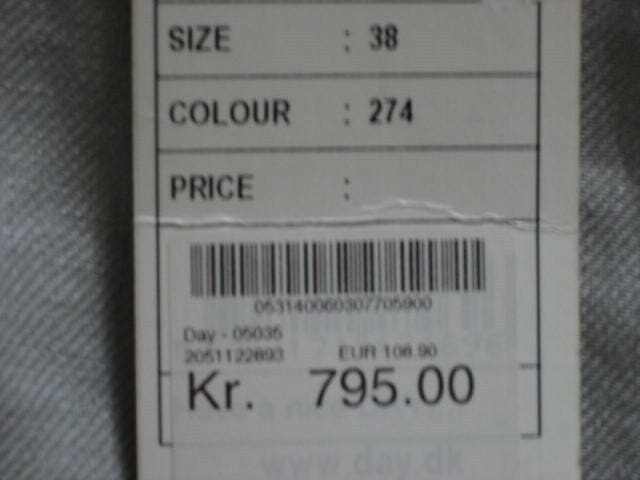 SIZE : 38
COLOUR : 274
PRICE :
053140060307705900
Day - 05035
2051122893 EUR 108.90
Kr. 795.00
www.day.dk